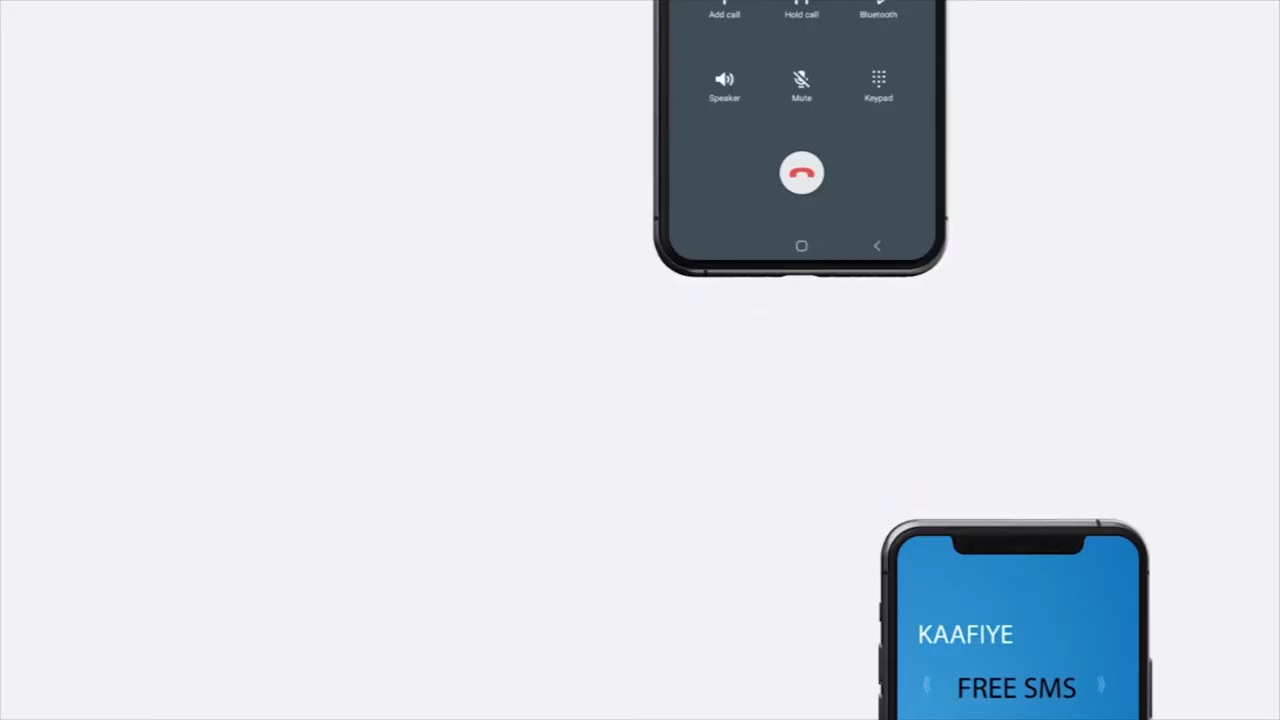 Add call Hold call Bluetooth
Speaker Mute Keypad
KAAFIYE
FREE SMS